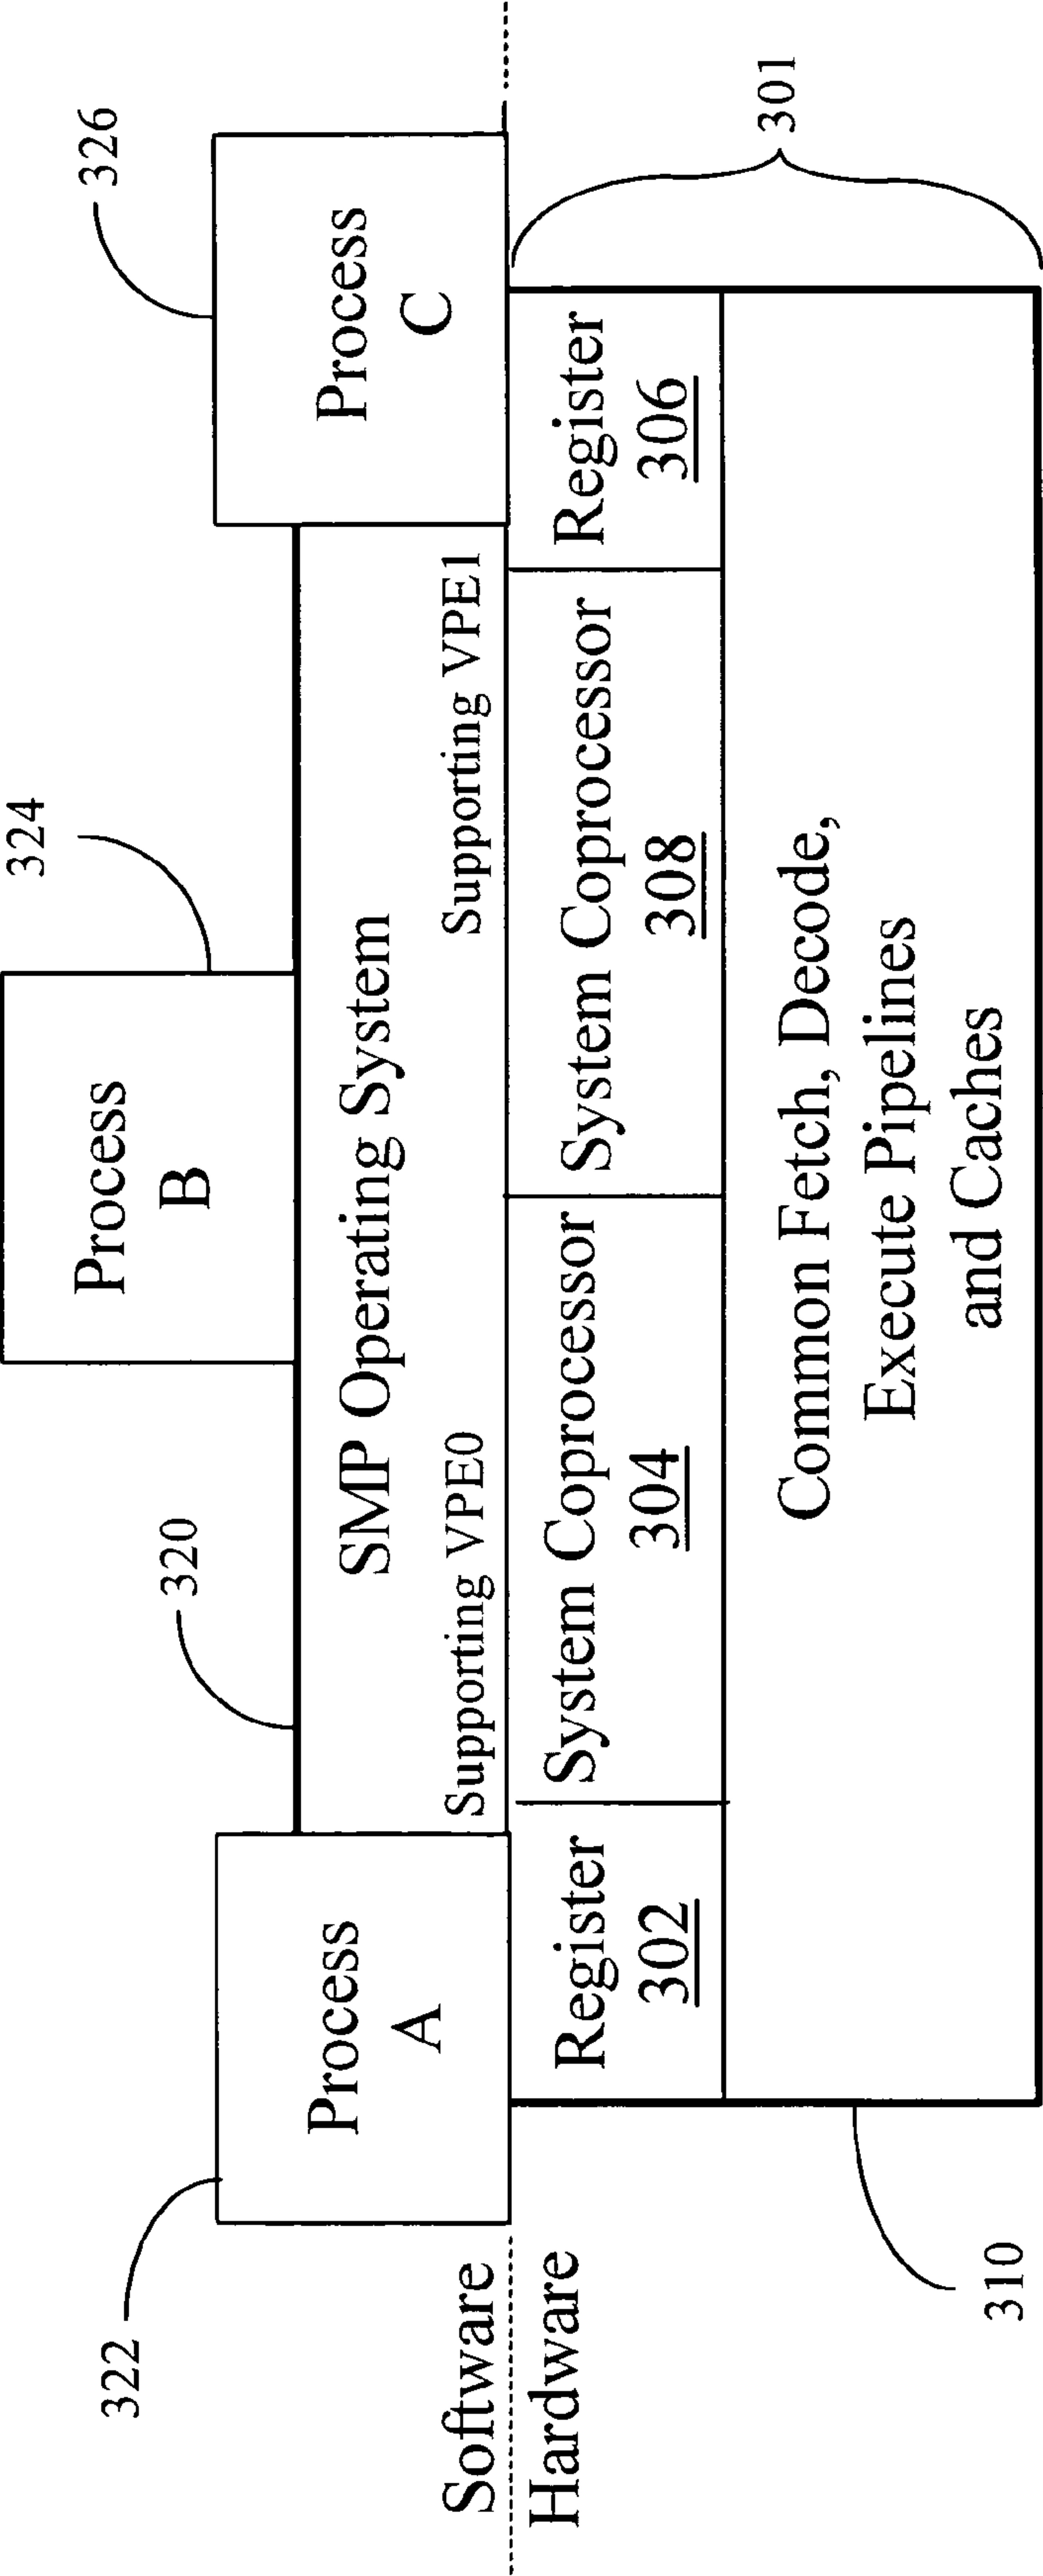 324
Process
B
322
320
326
Process
A
SMP Operating System
Process
C
Supporting VPE0
Supporting VPE1
Software
Hardware
Register
302
System Coprocessor
304
System Coprocessor
308
Register
306
301
Common Fetch, Decode,
Execute Pipelines
and Caches
310